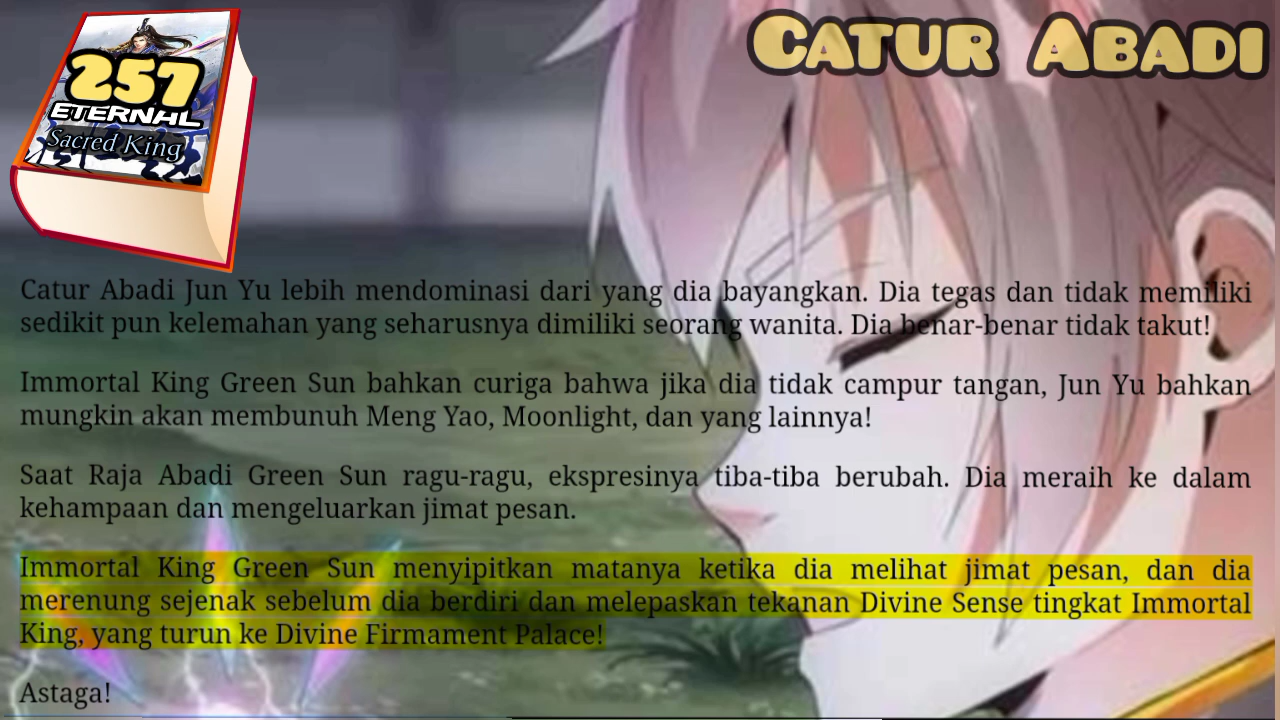 257
ETERNAL
Sacred King
CATUR ABADI
Catur Abadi Jun Yu lebih mendominasi dari yang dia bayangkan. Dia tegas dan tidak memiliki
sedikit pun kelemahan yang seharusnya dimiliki seorang wanita. Dia benar-benar tidak takut!
Immortal King Green Sun bahkan curiga bahwa jika dia tidak campur tangan, Jun Yu bahkan
mungkin akan membunuh Meng Yao, Moonlight, dan yang lainnya!
Saat Raja Abadi Green Sun ragu-ragu, ekspresinya tiba-tiba berubah. Dia meraih ke dalam
kehampaan dan mengeluarkan jimat pesan.
Immortal King Green Sun menyipitkan matanya ketika dia melihat jimat pesan, dan dia
merenung sejenak sebelum dia berdiri dan melepaskan tekanan Divine Sense tingkat Immortal
King, yang turun ke Divine Firmament Palace!
Astaga!